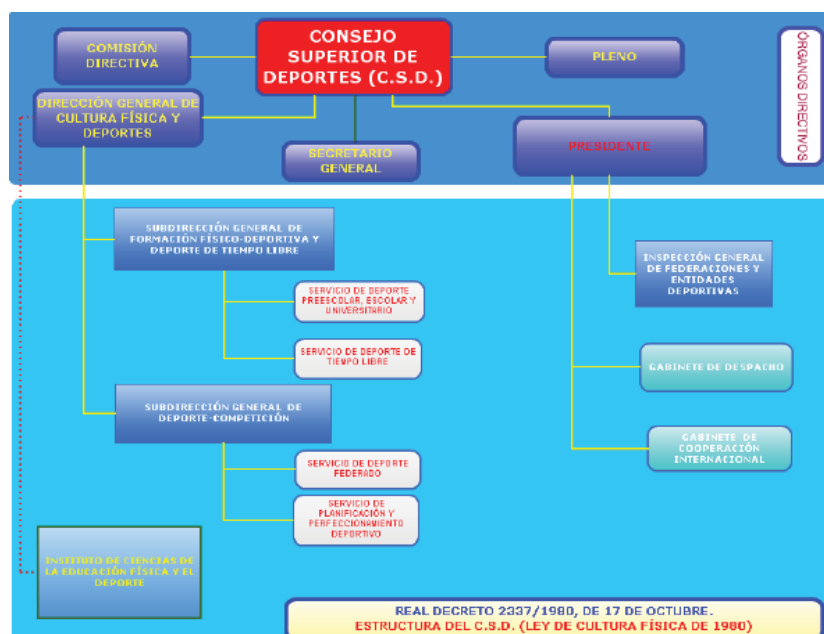 CONSEJO
SUPERIOR DE
DEPORTES (C.S.D.)
COMISIÓN
DIRECTIVA
PLENO
ÓRGANOS DIRECTIVOS
DIRECCIÓN GENERAL DE
CULTURA FÍSICA Y
DEPORTES
SECRETARIO
GENERAL
PRESIDENTE
SUBDIRECCIÓN GENERAL DE
FORMACIÓN FÍSICO-DEPORTIVA Y
DEPORTE DE TIEMPO LIBRE
SERVICIO DE DEPORTE
PREESCOLAR, ESCOLAR Y
UNIVERSITARIO
SERVICIO DE DEPORTE DE
TIEMPO LIBRE
SUBDIRECCIÓN GENERAL DE
DEPORTE-COMPETICIÓN
SERVICIO DE DEPORTE
FEDERADO
SERVICIO DE
PLANIFICACIÓN Y
PERFECCIONAMIENTO
DEPORTIVO
INSPECCIÓN GENERAL
DE FEDERACIONES Y
ENTIDADES
DEPORTIVAS
GABINETE DE DESPACHO
GABINETE DE
COOPERACIÓN
INTERNACIONAL
INSTITUTO DE CIENCIAS DE
LA EDUCACIÓN FÍSICA Y EL
DEPORTE
REAL DECRETO 2337/1980, DE 17 DE OCTUBRE.
ESTRUCTURA DEL C.S.D. (LEY DE CULTURA FÍSICA DE 1980)